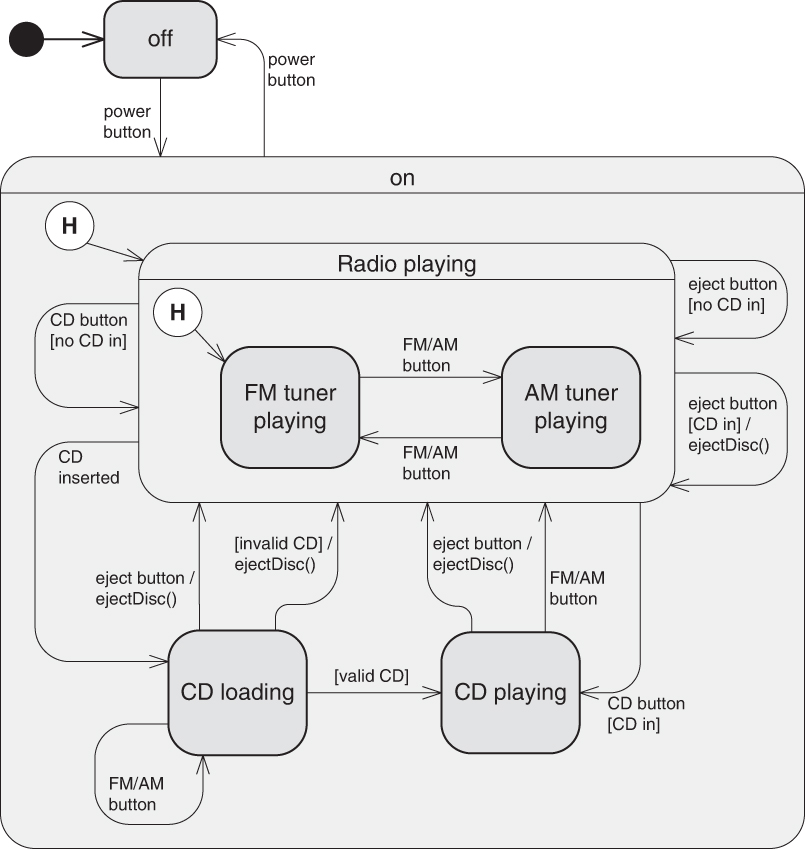 off
power
button
power
button
on
H
Radio playing
eject button
[no CD in]
CD button
[no CD in]
H
FM/AM
button
FM tuner
playing
AM tuner
playing
eject button
[CD in] /
ejectDisc()
FM/AM
button
CD
inserted
[invalid CD] /
ejectDisc()
eject button /
ejectDisc()
eject button /
ejectDisc()
FM/AM
button
[valid CD]
CD loading
CD playing
CD button
[CD in]
FM/AM
button